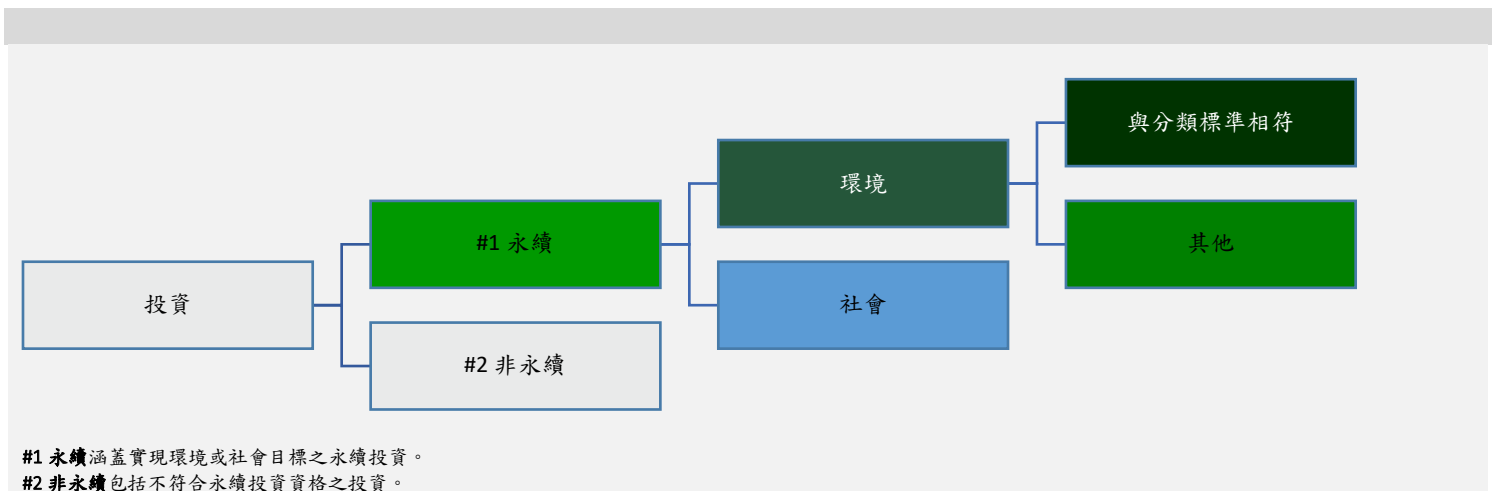 與分類標準相符
環境
#1 永續
其他
投資
社會
#2 非永續
#1 永續涵蓋實現環境或社會目標之永續投資。
#2 非永續包括不符合永續投資資格之投資。